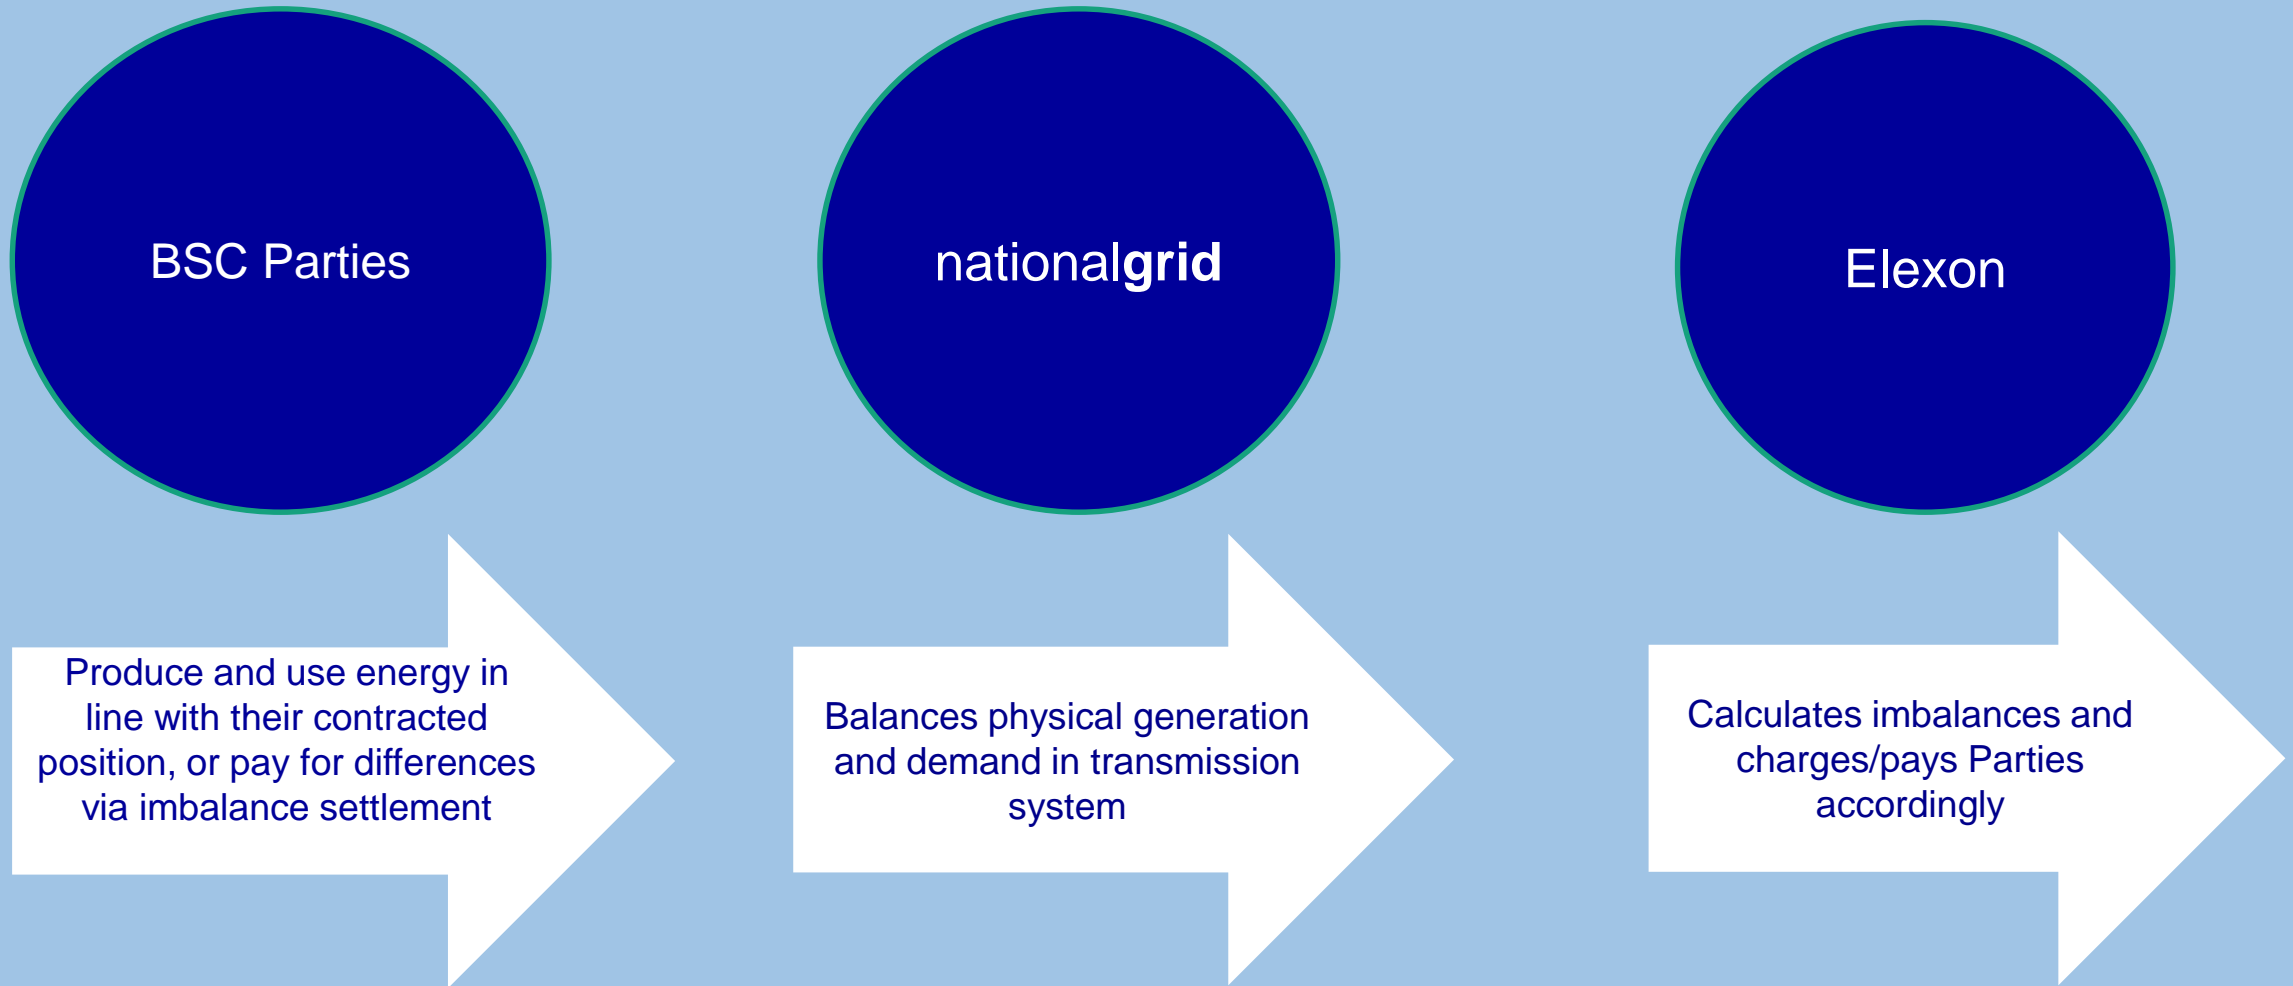 BSC Parties
nationalgrid
Elexon
Produce and use energy in
line with their contracted
position, or pay for differences
via imbalance settlement
Balances physical generation
and demand in transmission
system
Calculates imbalances and
charges/pays Parties
accordingly